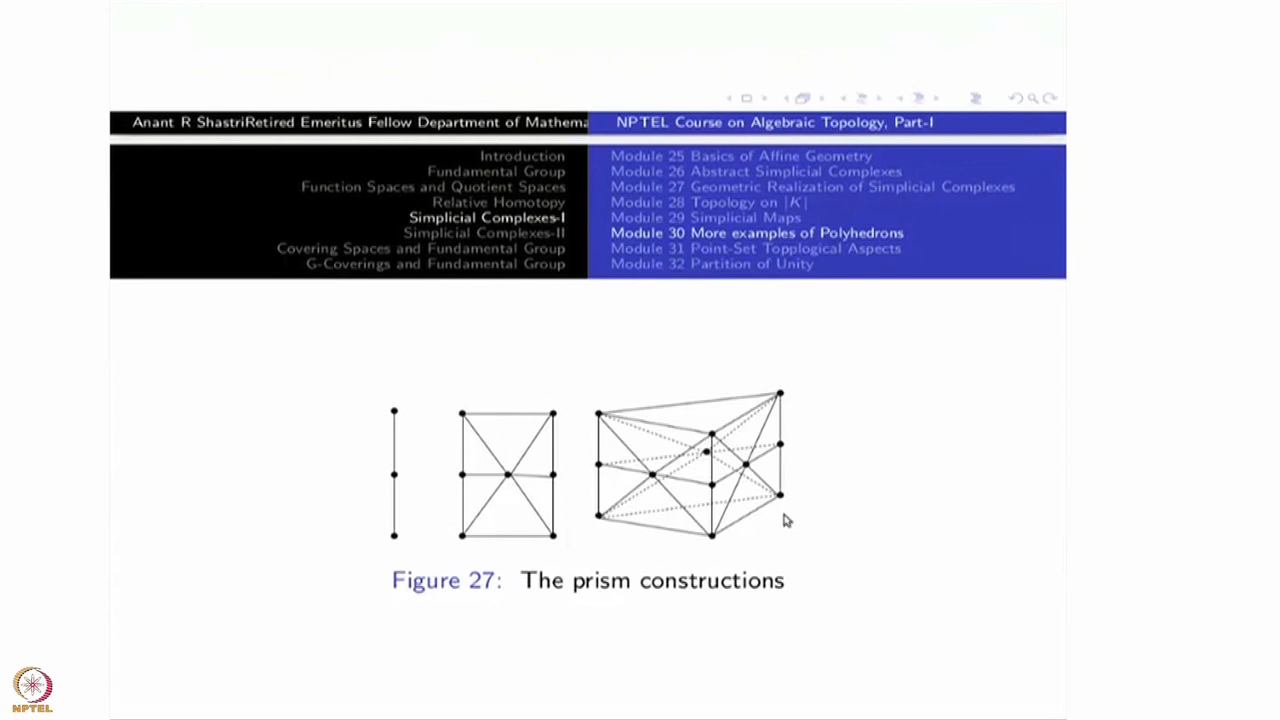 Anant R ShastriRetired Emeritus Fellow Department of Mathema
NPTEL Course on Algebraic Topology, Part-I
Introduction
Fundamental Group
Function Spaces and Quotient Spaces
Relative Homotopy
Simplicial Complexes-I
Simplicial Complexes-II
Covering Spaces and Fundamental Group
G-Coverings and Fundamental Group
Module 25 Basics of Affine Geometry
Module 26 Abstract Simplicial Complexes
Module 27 Geometric Realization of Simplicial Complexes
Module 28 Topology on |K|
Module 29 Simplicial Maps
Module 30 More examples of Polyhedrons
Module 31 Point-Set Topplogical Aspects
Module 32 Partition of Unity
Figure 27: The prism constructions
NPTEL